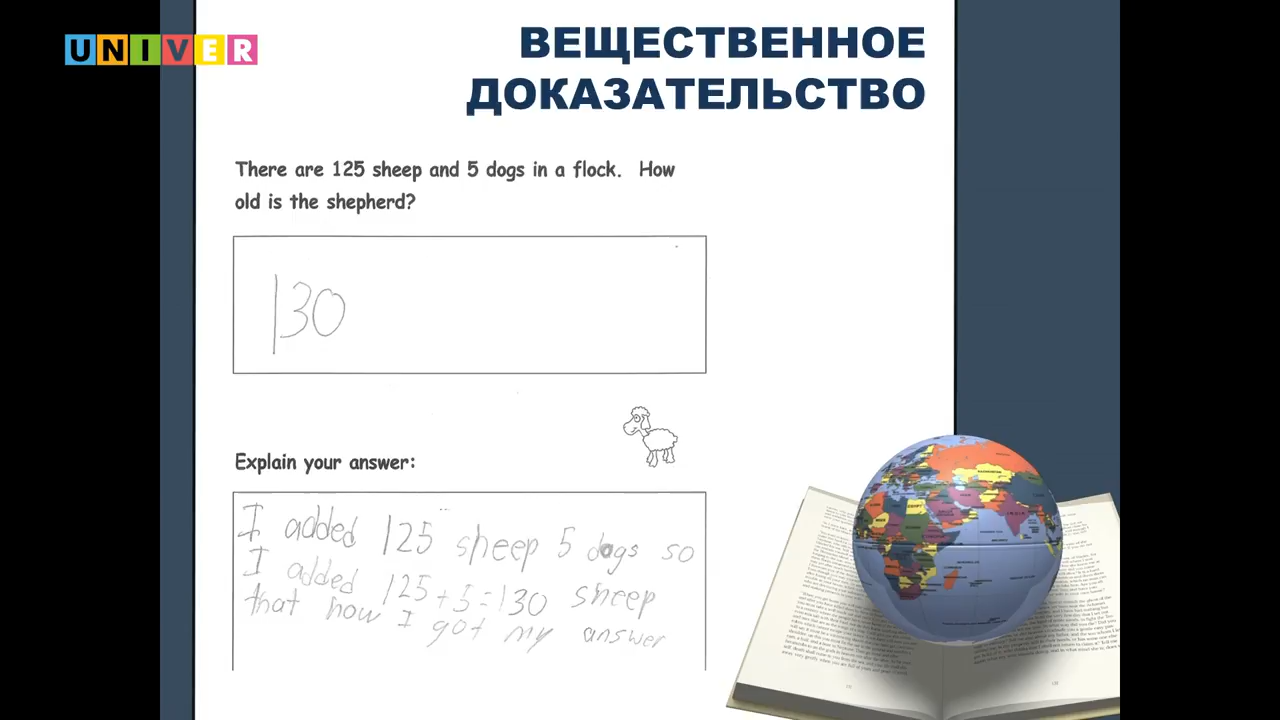 UNIVER
ВЕЩЕСТВЕННОЕ
ДОКАЗАТЕЛЬСТВО
There are 125 sheep and 5 dogs in a flock. How
old is the shepherd?
130
Explain your answer:
I added 125 sheep 5 dogs so
I added 125 + 5 = 130 sheep
that how I got my answer